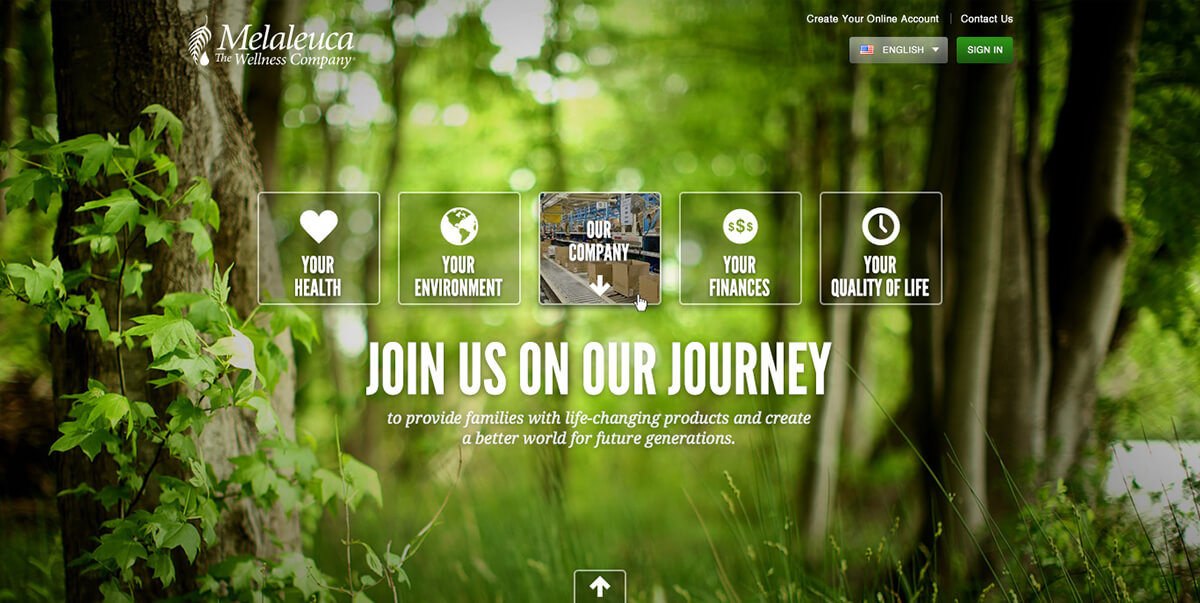 Create Your Online Account
Contact Us
Melaleuca
The Wellness Company®
ENGLISH
SIGN IN
YOUR
HEALTH
YOUR
ENVIRONMENT
OUR
COMPANY
$$$
YOUR
FINANCES
YOUR
QUALITY OF LIFE
JOIN US ON OUR JOURNEY
to provide families with life-changing products and create
a better world for future generations.